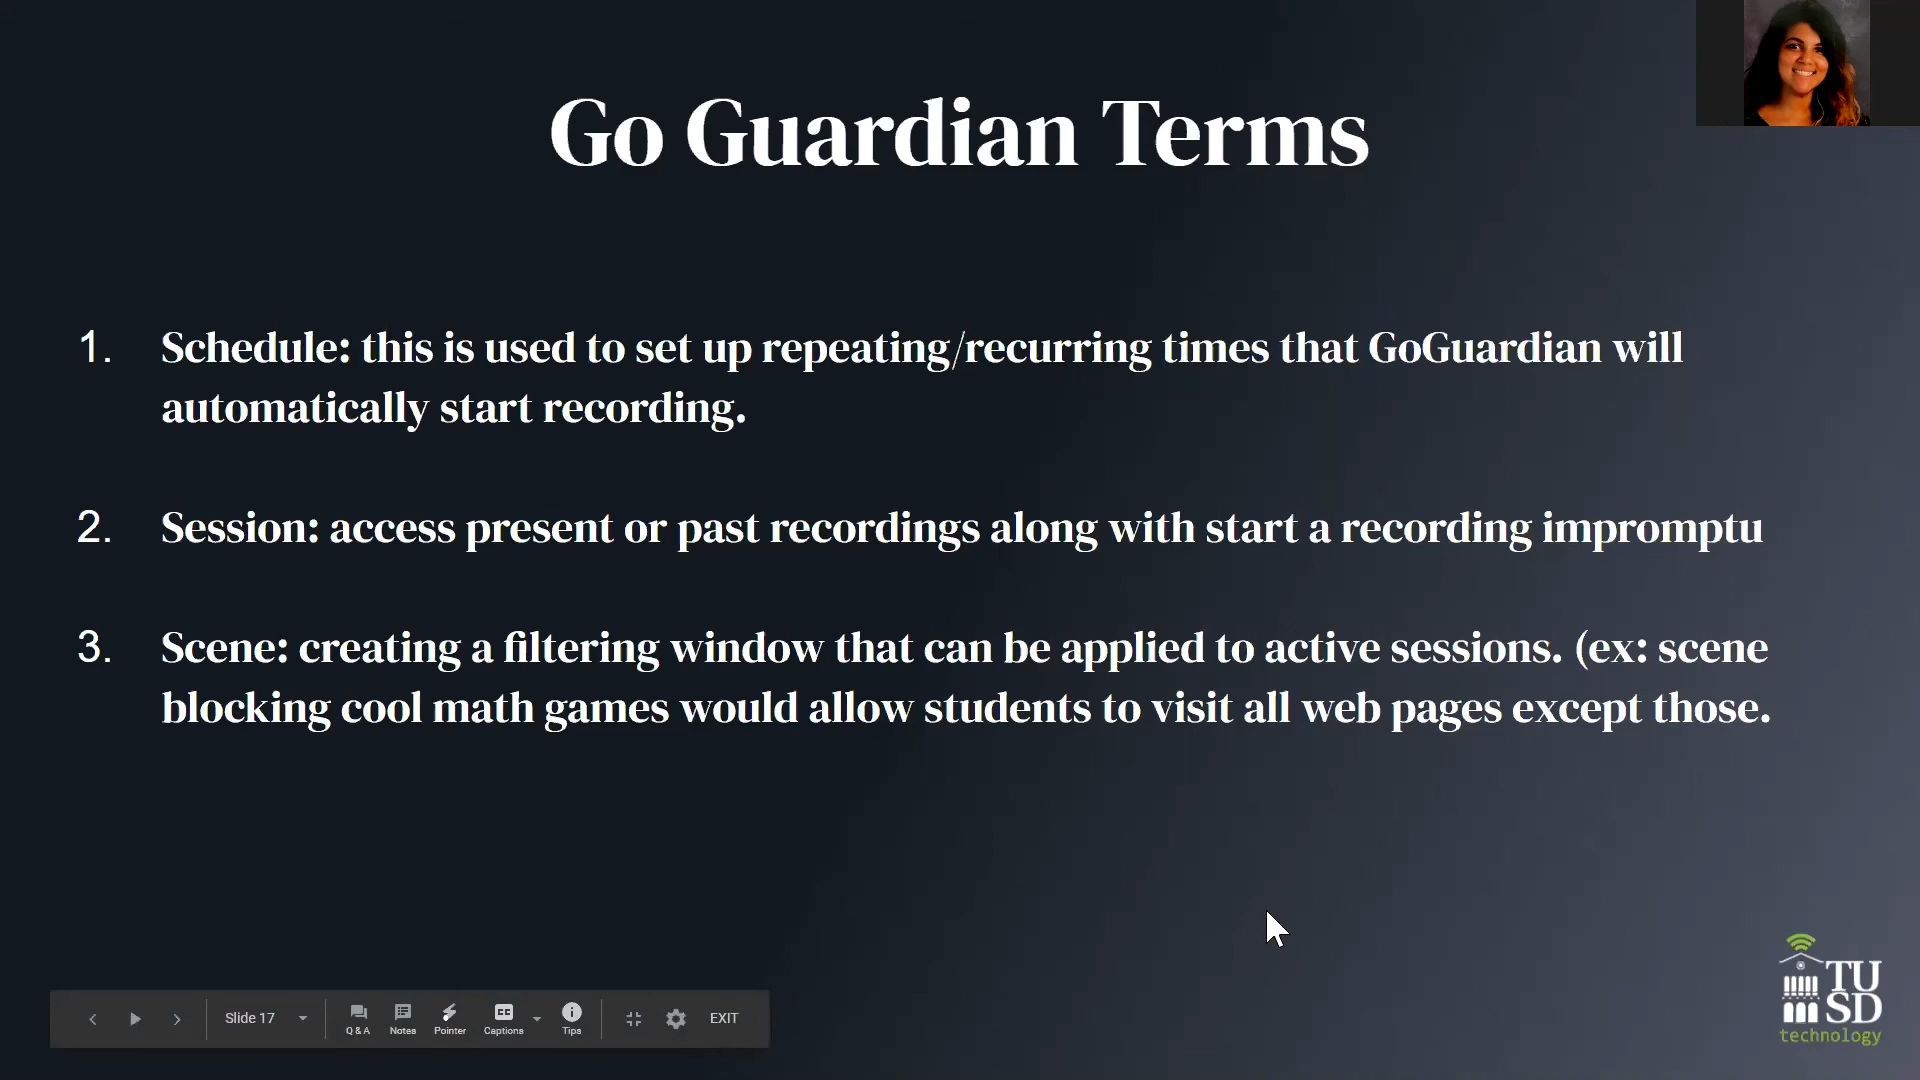 Go Guardian Terms
1. Schedule: this is used to set up repeating/recurring times that GoGuardian will
automatically start recording.
2. Session: access present or past recordings along with start a recording impromptu
3. Scene: creating a filtering window that can be applied to active sessions. (ex: scene
blocking cool math games would allow students to visit all web pages except those.
Slide 17
Q & A
Notes
Pointer
CC
Captions
Tips
EXIT
TU
SD
technology